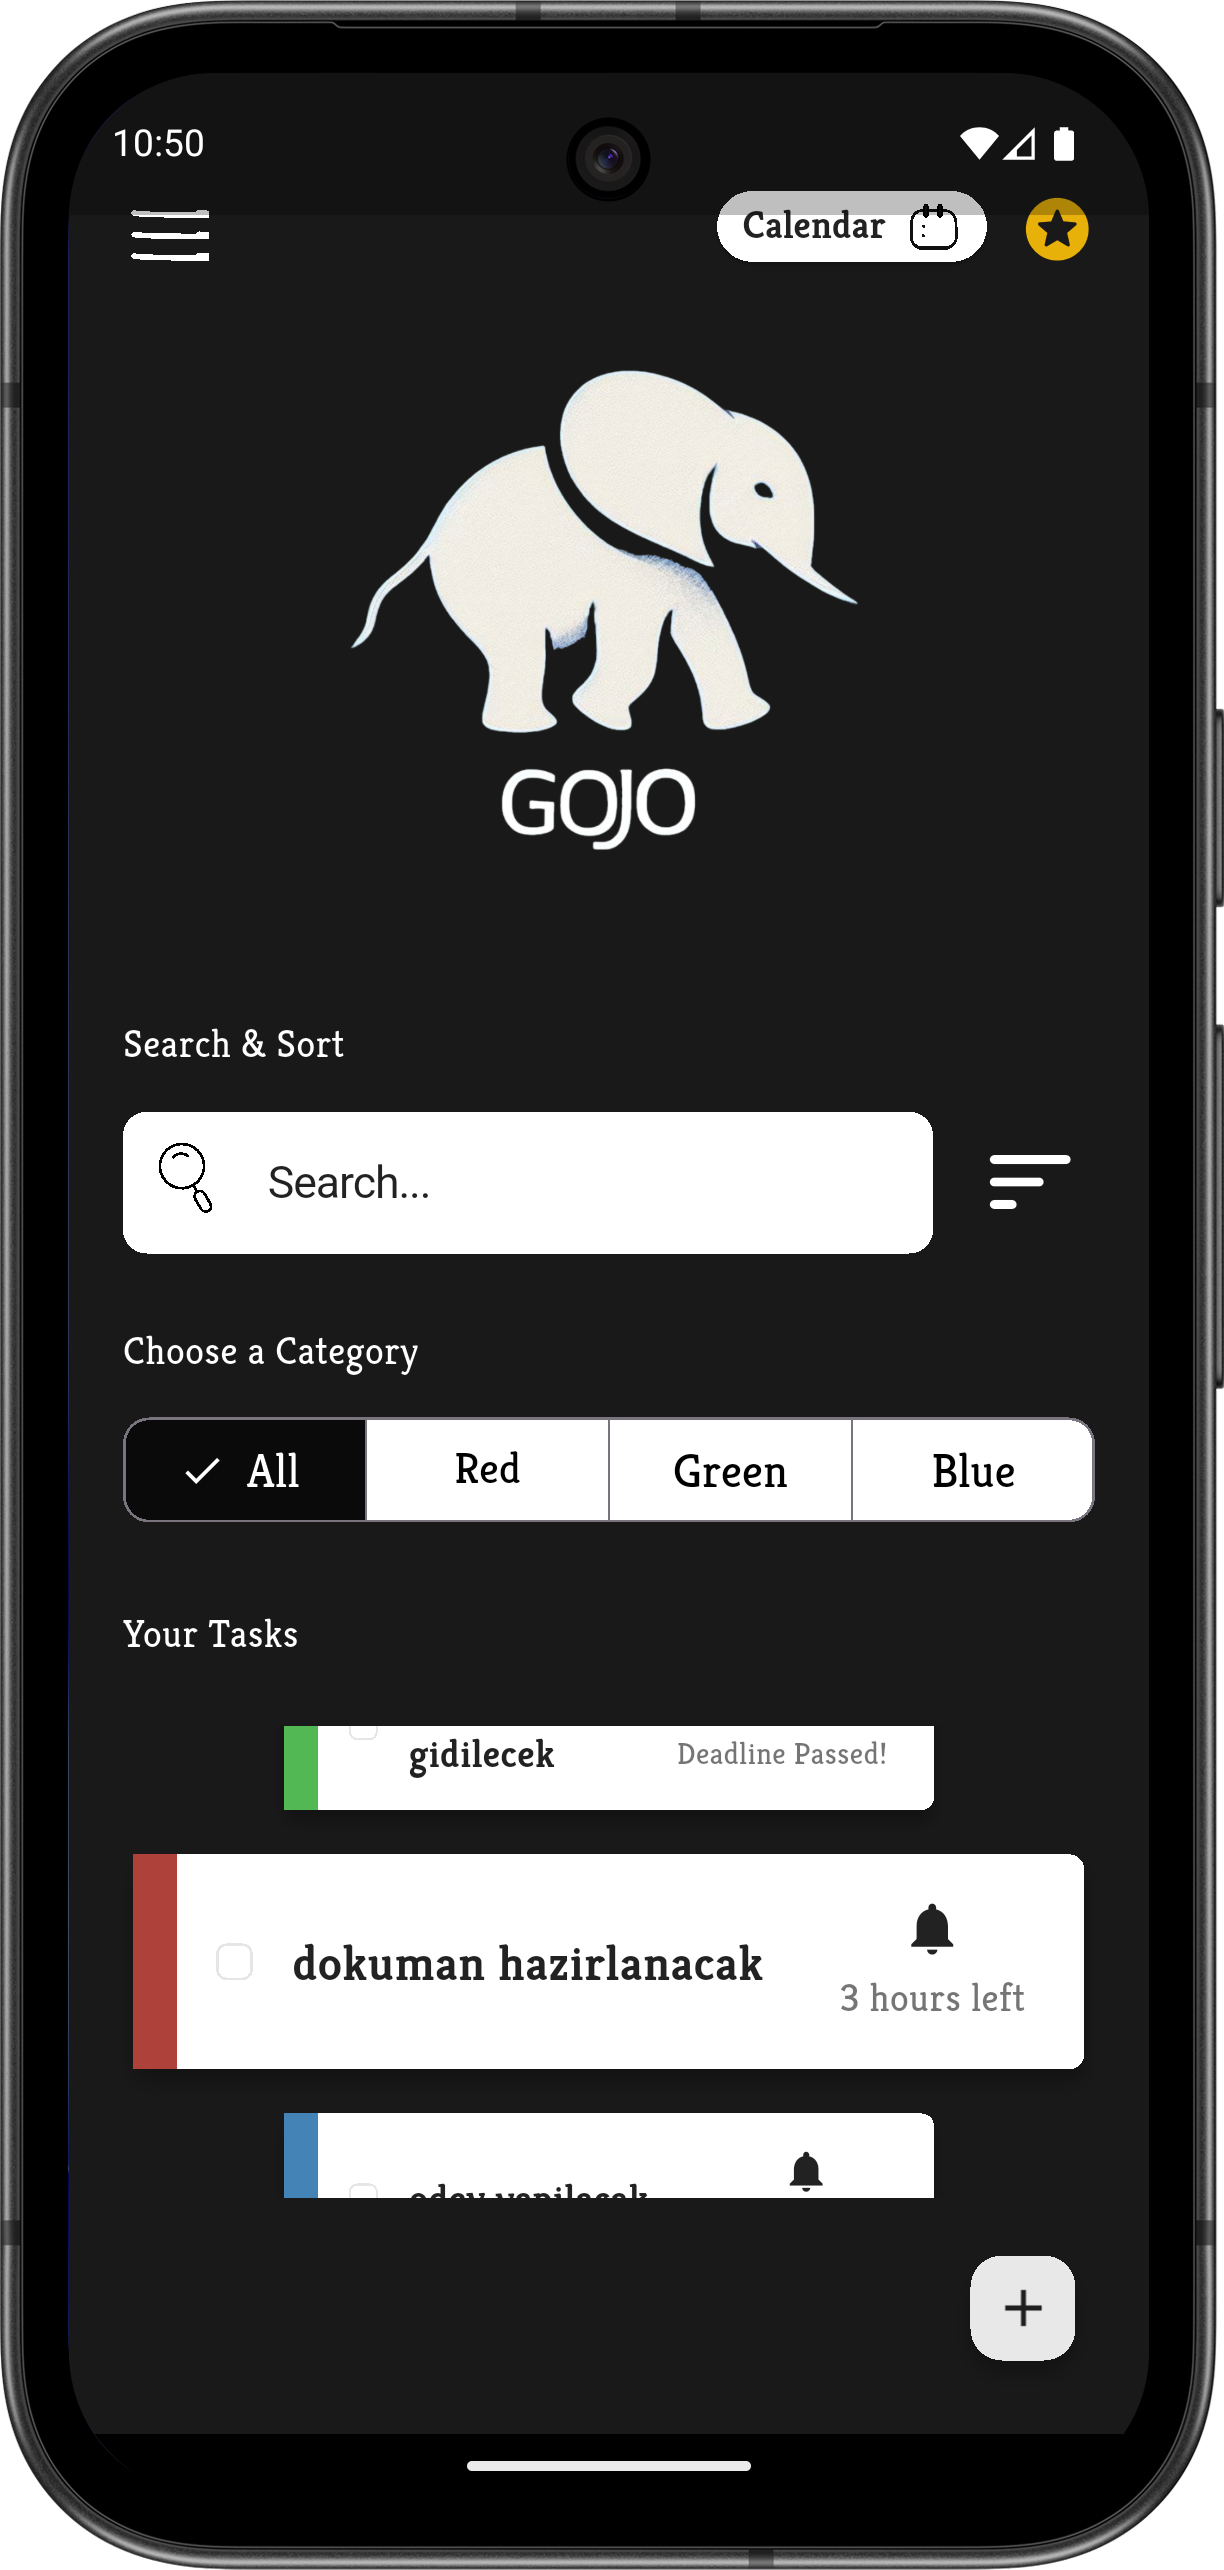 10:50
Calendar
GOJO
Search & Sort
Search...
Choose a Category
All Red Green Blue
Your Tasks
gidilecek Deadline Passed!
dokuman hazirlanacak
3 hours left